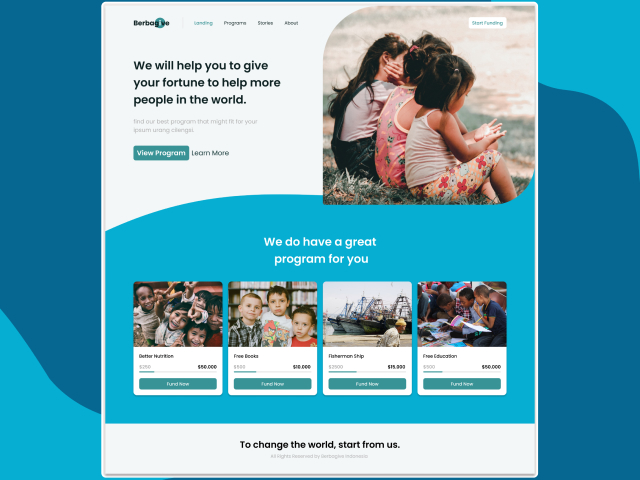 Berbagive
Landing
Programs
Stories
About
Start Funding
We will help you to give
your fortune to help more
people in the world.
find our best program that might fit for your
ipsum urang cilengsi.
View Program
Learn More
We do have a great
program for you
Better Nutrition
$250
$50.000
Fund Now
Free Books
$500
$10.000
Fund Now
Fisherman Ship
$2500
$15.000
Fund Now
Free Education
$500
$50.000
Fund Now
To change the world, start from us.
All Rights Reserved by Berbagive Indonesia